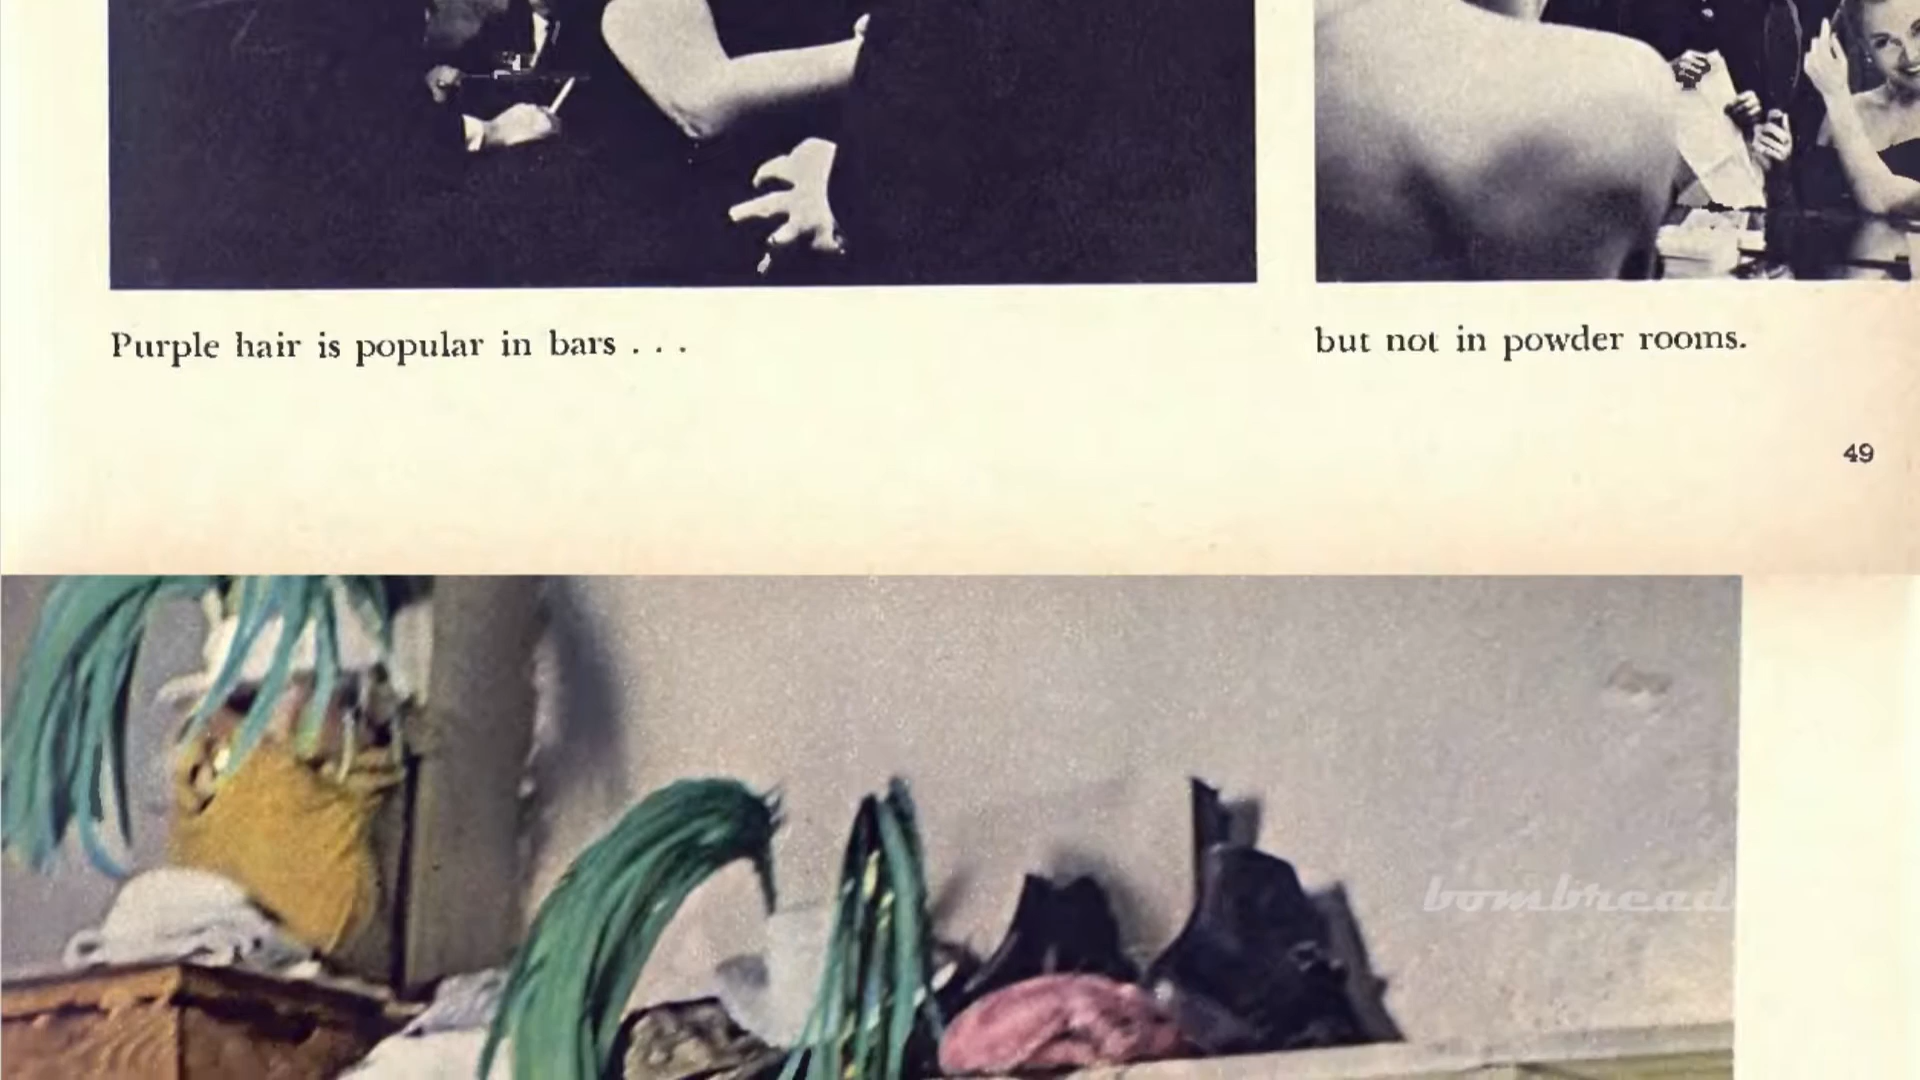 Purple hair is popular in bars . . .
but not in powder rooms.
49
bombread